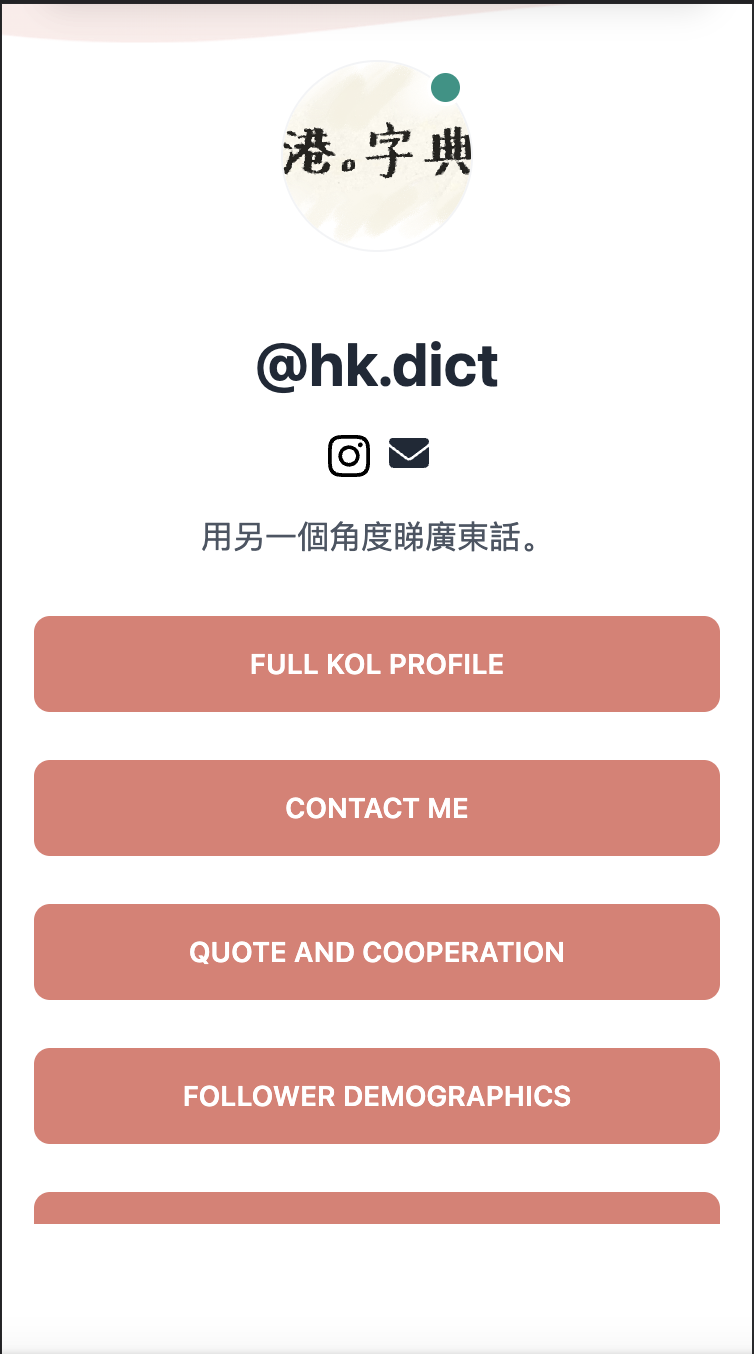 港。字典
@hk.dict
用另一個角度睇廣東話。
FULL KOL PROFILE
CONTACT ME
QUOTE AND COOPERATION
FOLLOWER DEMOGRAPHICS